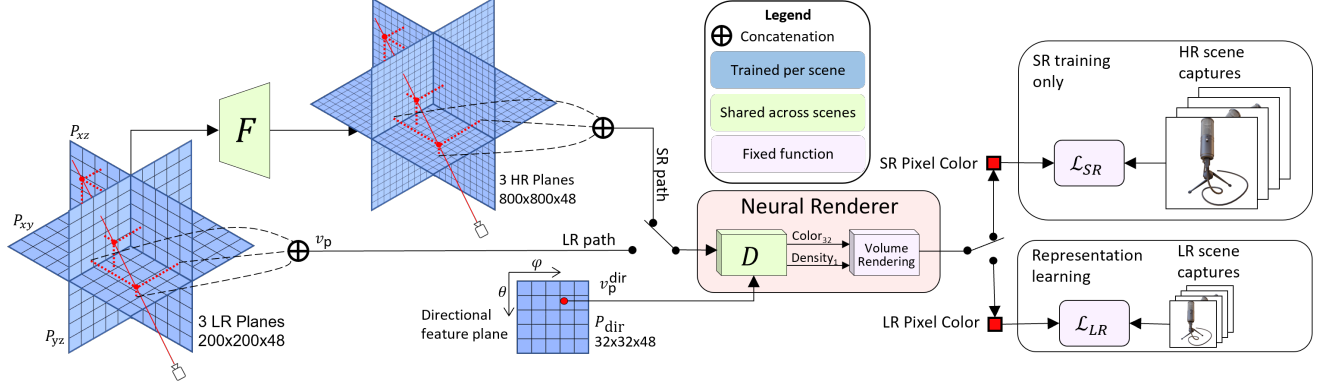 Legend
⊕ Concatenation
Trained per scene
Shared across scenes
Fixed function
P_xz
P_xy
P_yz
F
3 HR Planes
800x800x48
3 LR Planes
200x200x48
v_p
SR path
LR path
φ
θ
Directional
feature plane
v_p^dir
P_dir
32x32x48
Neural Renderer
D
Color_32
Density_1
Volume
Rendering
SR Pixel Color
LR Pixel Color
SR training
only
HR scene
captures
ℒ_SR
Representation
learning
LR scene
captures
ℒ_LR